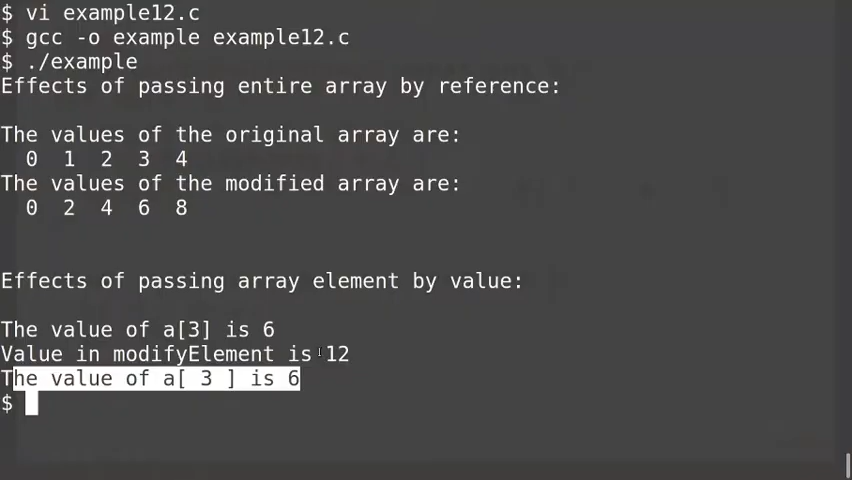 $ vi example12.c
$ gcc -o example example12.c
$ ./example
Effects of passing entire array by reference:
The values of the original array are:
0 1 2 3 4
The values of the modified array are:
0 2 4 6 8
Effects of passing array element by value:
The value of a[3] is 6
Value in modifyElement is 12
The value of a[ 3 ] is 6
$